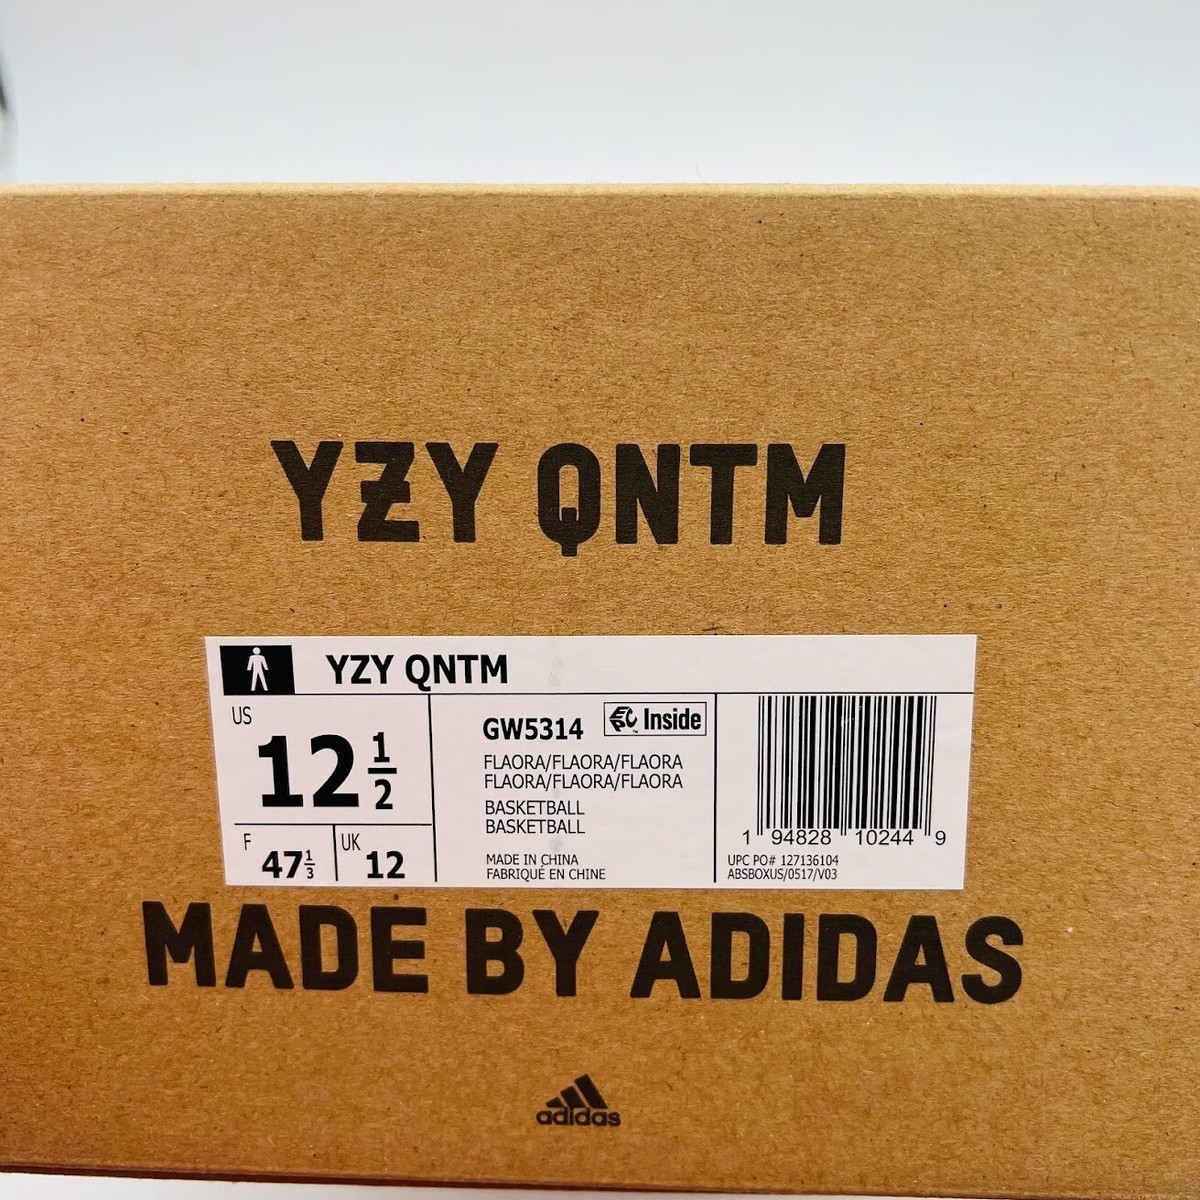 YZY QNTM
YZY QNTM
US
12 1/2
F
47 1/3
UK
12
GW5314
EPC Inside
™
FLAORA/FLAORA/FLAORA
FLAORA/FLAORA/FLAORA
BASKETBALL
BASKETBALL
MADE IN CHINA
FABRIQUÉ EN CHINE
1 94828 10244 9
UPC PO# 127136104
ABSBOXUS/0517/V03
MADE BY ADIDAS
adidas